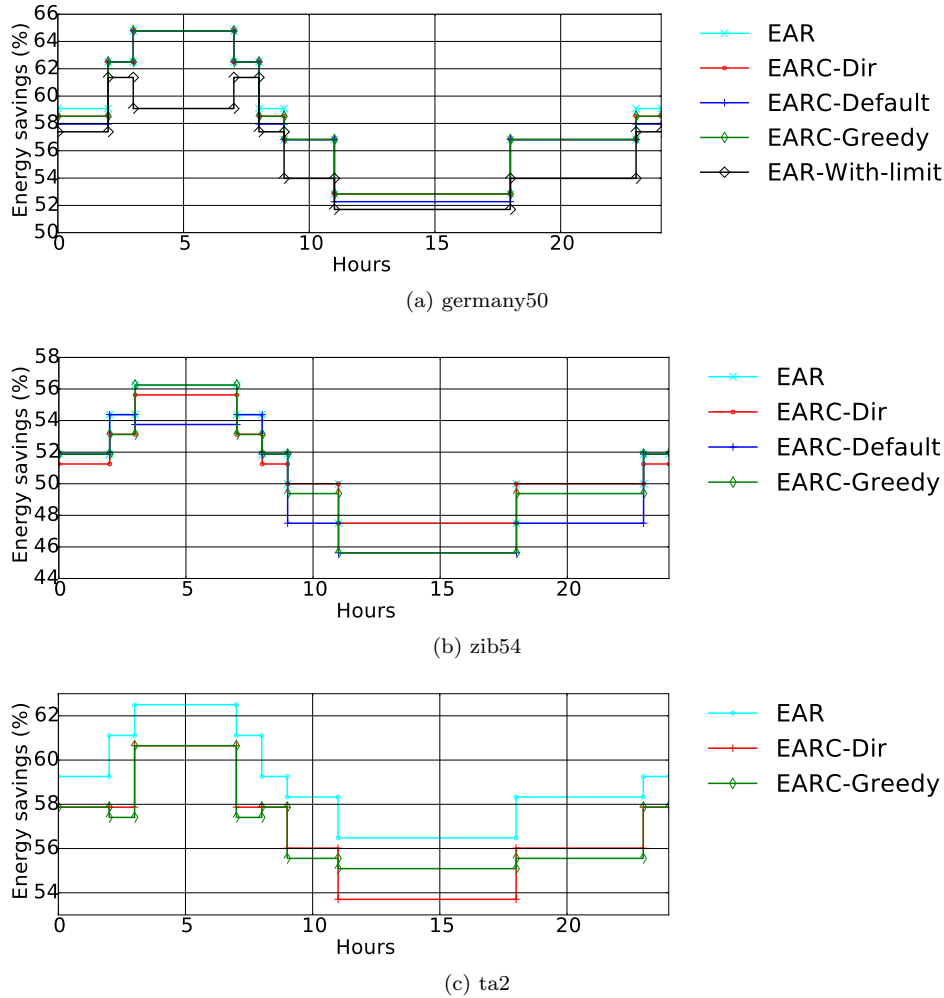 Energy savings (%)
66
64
62
60
58
56
54
52
50
0
5
10
15
20
Hours
EAR
EARC-Dir
EARC-Default
EARC-Greedy
EAR-With-limit
(a) germany50
Energy savings (%)
58
56
54
52
50
48
46
44
0
5
10
15
20
Hours
EAR
EARC-Dir
EARC-Default
EARC-Greedy
(b) zib54
Energy savings (%)
62
60
58
56
54
0
5
10
15
20
Hours
EAR
EARC-Dir
EARC-Greedy
(c) ta2